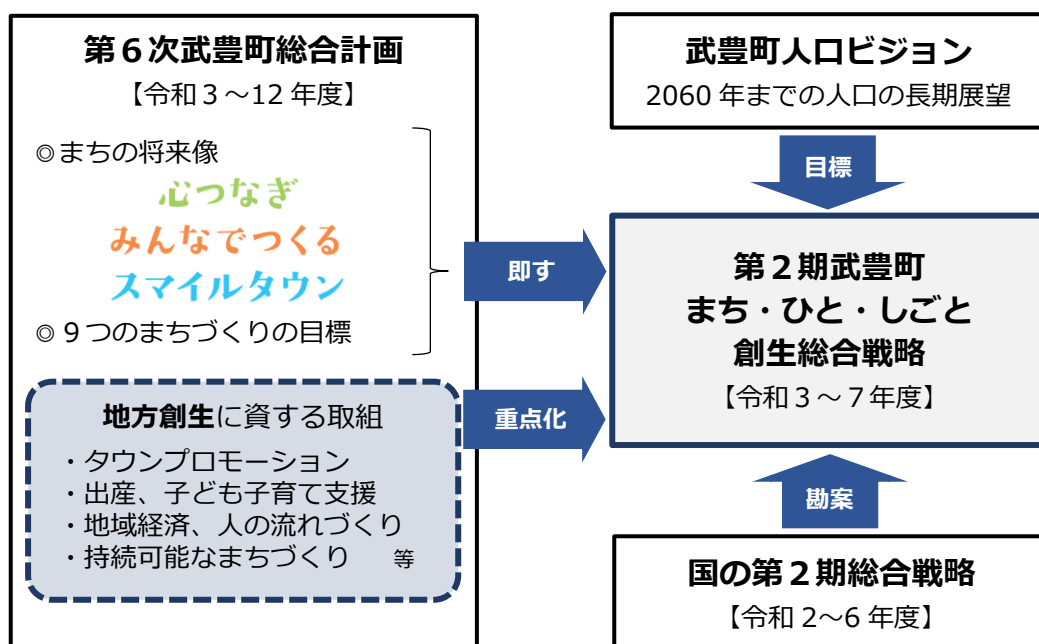 第６次武豊町総合計画
【令和３～12 年度】
◎まちの将来像
心つなぎ
みんなでつくる
スマイルタウン
◎９つのまちづくりの目標
地方創生に資する取組
・タウンプロモーション
・出産、子ども子育て支援
・地域経済、人の流れづくり
・持続可能なまちづくり　等
即す
重点化
武豊町人口ビジョン
2060 年までの人口の長期展望
目標
第２期武豊町
まち・ひと・しごと
創生総合戦略
【令和３～７年度】
勘案
国の第２期総合戦略
【令和 2～6 年度】